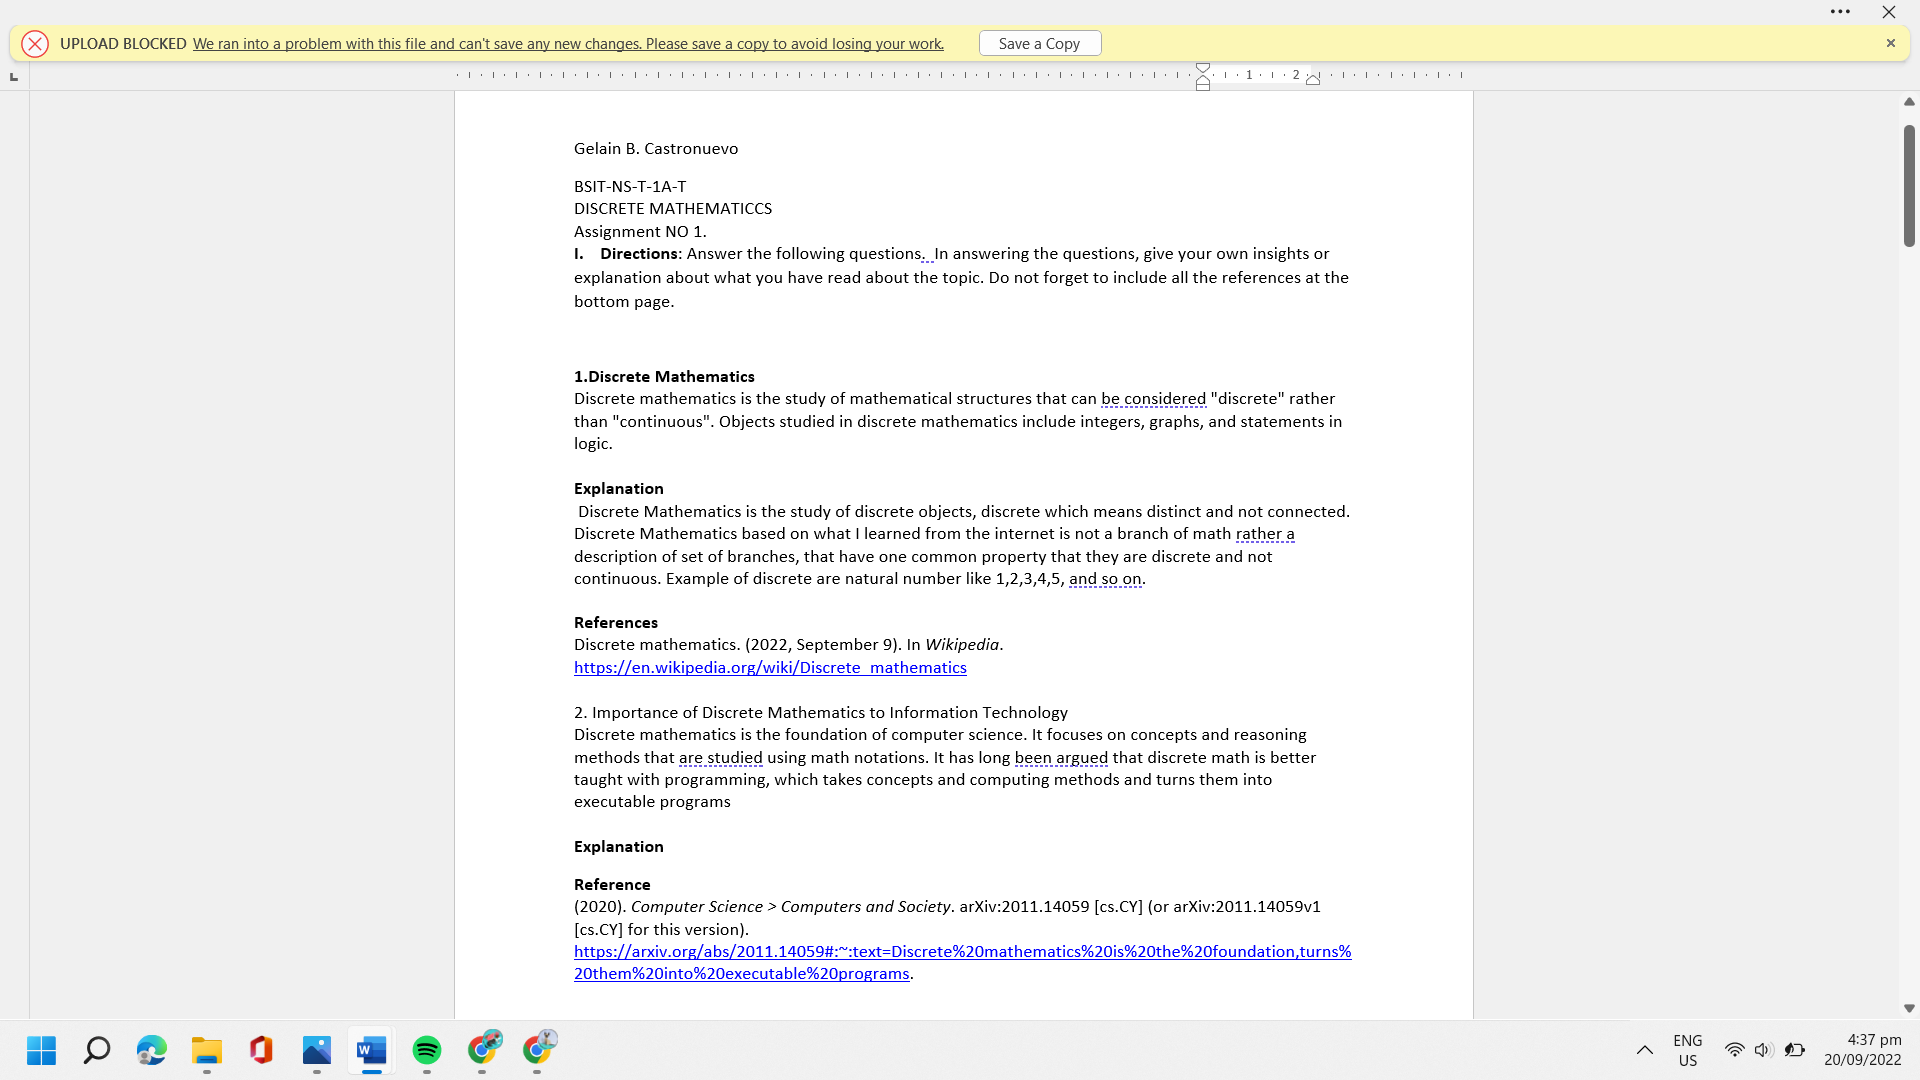 UPLOAD BLOCKED We ran into a problem with this file and can't save any new changes. Please save a copy to avoid losing your work. Save a Copy
1 2
Gelain B. Castronuevo
BSIT-NS-T-1A-T
DISCRETE MATHEMATICCS
Assignment NO 1.
I. Directions: Answer the following questions. In answering the questions, give your own insights or
explanation about what you have read about the topic. Do not forget to include all the references at the
bottom page.
1.Discrete Mathematics
Discrete mathematics is the study of mathematical structures that can be considered "discrete" rather
than "continuous". Objects studied in discrete mathematics include integers, graphs, and statements in
logic.
Explanation
Discrete Mathematics is the study of discrete objects, discrete which means distinct and not connected.
Discrete Mathematics based on what I learned from the internet is not a branch of math rather a
description of set of branches, that have one common property that they are discrete and not
continuous. Example of discrete are natural number like 1,2,3,4,5, and so on.
References
Discrete mathematics. (2022, September 9). In Wikipedia.
https://en.wikipedia.org/wiki/Discrete_mathematics
2. Importance of Discrete Mathematics to Information Technology
Discrete mathematics is the foundation of computer science. It focuses on concepts and reasoning
methods that are studied using math notations. It has long been argued that discrete math is better
taught with programming, which takes concepts and computing methods and turns them into
executable programs
Explanation
Reference
(2020). Computer Science > Computers and Society. arXiv:2011.14059 [cs.CY] (or arXiv:2011.14059v1
[cs.CY] for this version).
https://arxiv.org/abs/2011.14059#:~:text=Discrete%20mathematics%20is%20the%20foundation,turns%
20them%20into%20executable%20programs.
ENG
US
4:37 pm
20/09/2022